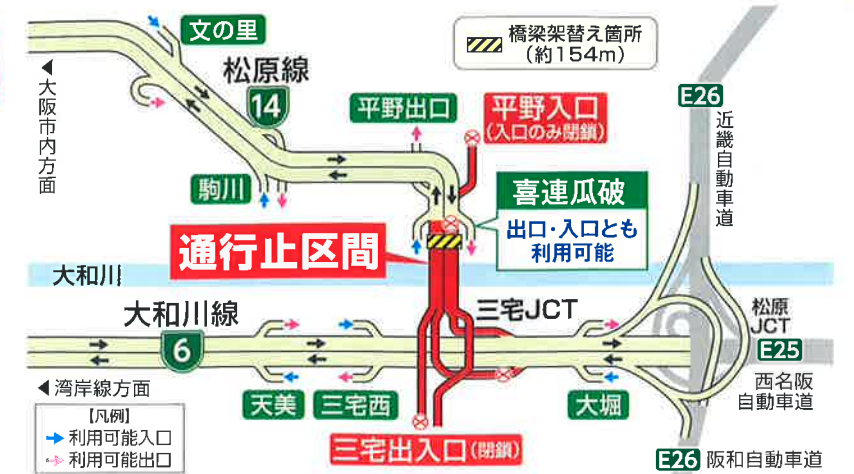 文の里
橋梁架替え箇所
(約154m)
松原線
14
大阪市内方面
平野出口
平野入口
(入口のみ閉鎖)
E26
近畿自動車道
駒川
喜連瓜破
出口・入口とも
利用可能
通行止区間
大和川
大和川線
6
三宅JCT
松原
JCT
E25
西名阪
自動車道
湾岸線方面
天美
三宅西
大堀
【凡例】
利用可能入口
利用可能出口
三宅出入口(閉鎖)
E26 阪和自動車道